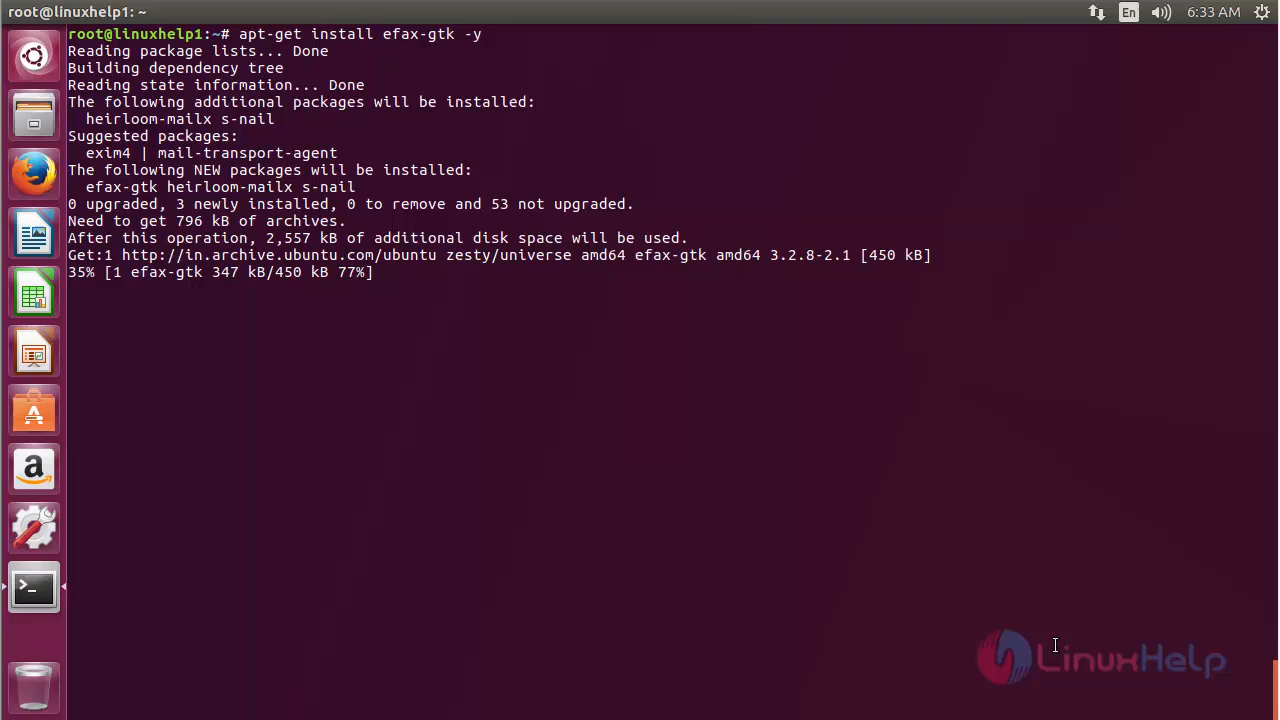 root@linuxhelp1: ~
En
6:33 AM
root@linuxhelp1:~# apt-get install efax-gtk -y
Reading package lists... Done
Building dependency tree
Reading state information... Done
The following additional packages will be installed:
  heirloom-mailx s-nail
Suggested packages:
  exim4 | mail-transport-agent
The following NEW packages will be installed:
  efax-gtk heirloom-mailx s-nail
0 upgraded, 3 newly installed, 0 to remove and 53 not upgraded.
Need to get 796 kB of archives.
After this operation, 2,557 kB of additional disk space will be used.
Get:1 http://in.archive.ubuntu.com/ubuntu zesty/universe amd64 efax-gtk amd64 3.2.8-2.1 [450 kB]
35% [1 efax-gtk 347 kB/450 kB 77%]
LinuxHelp